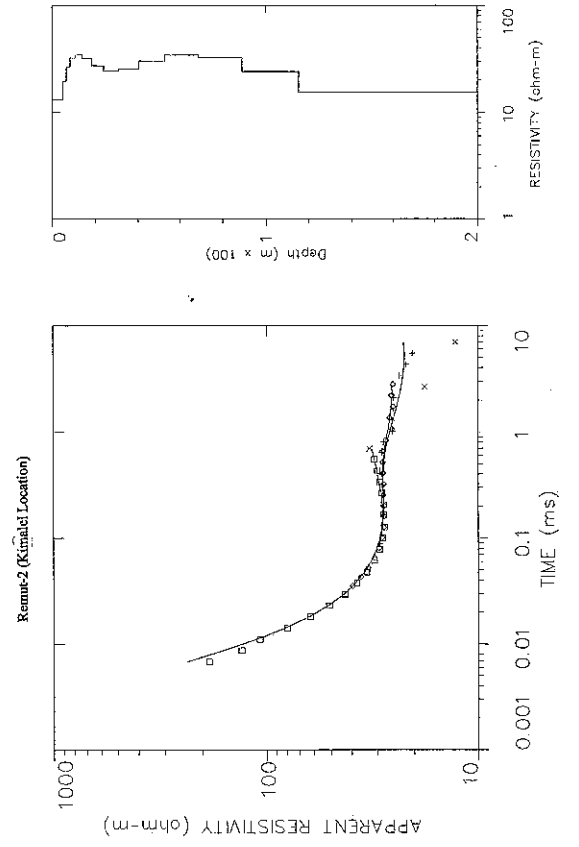 Remut-2 (Kimalel Location)
1000
100
10
APPARENT RESISTIVITY (ohm-m)
0.001
0.01
0.1
1
10
TIME (ms)
0
1
2
Depth (m x 100)
1
10
100
RESISTIVITY (ohm-m)